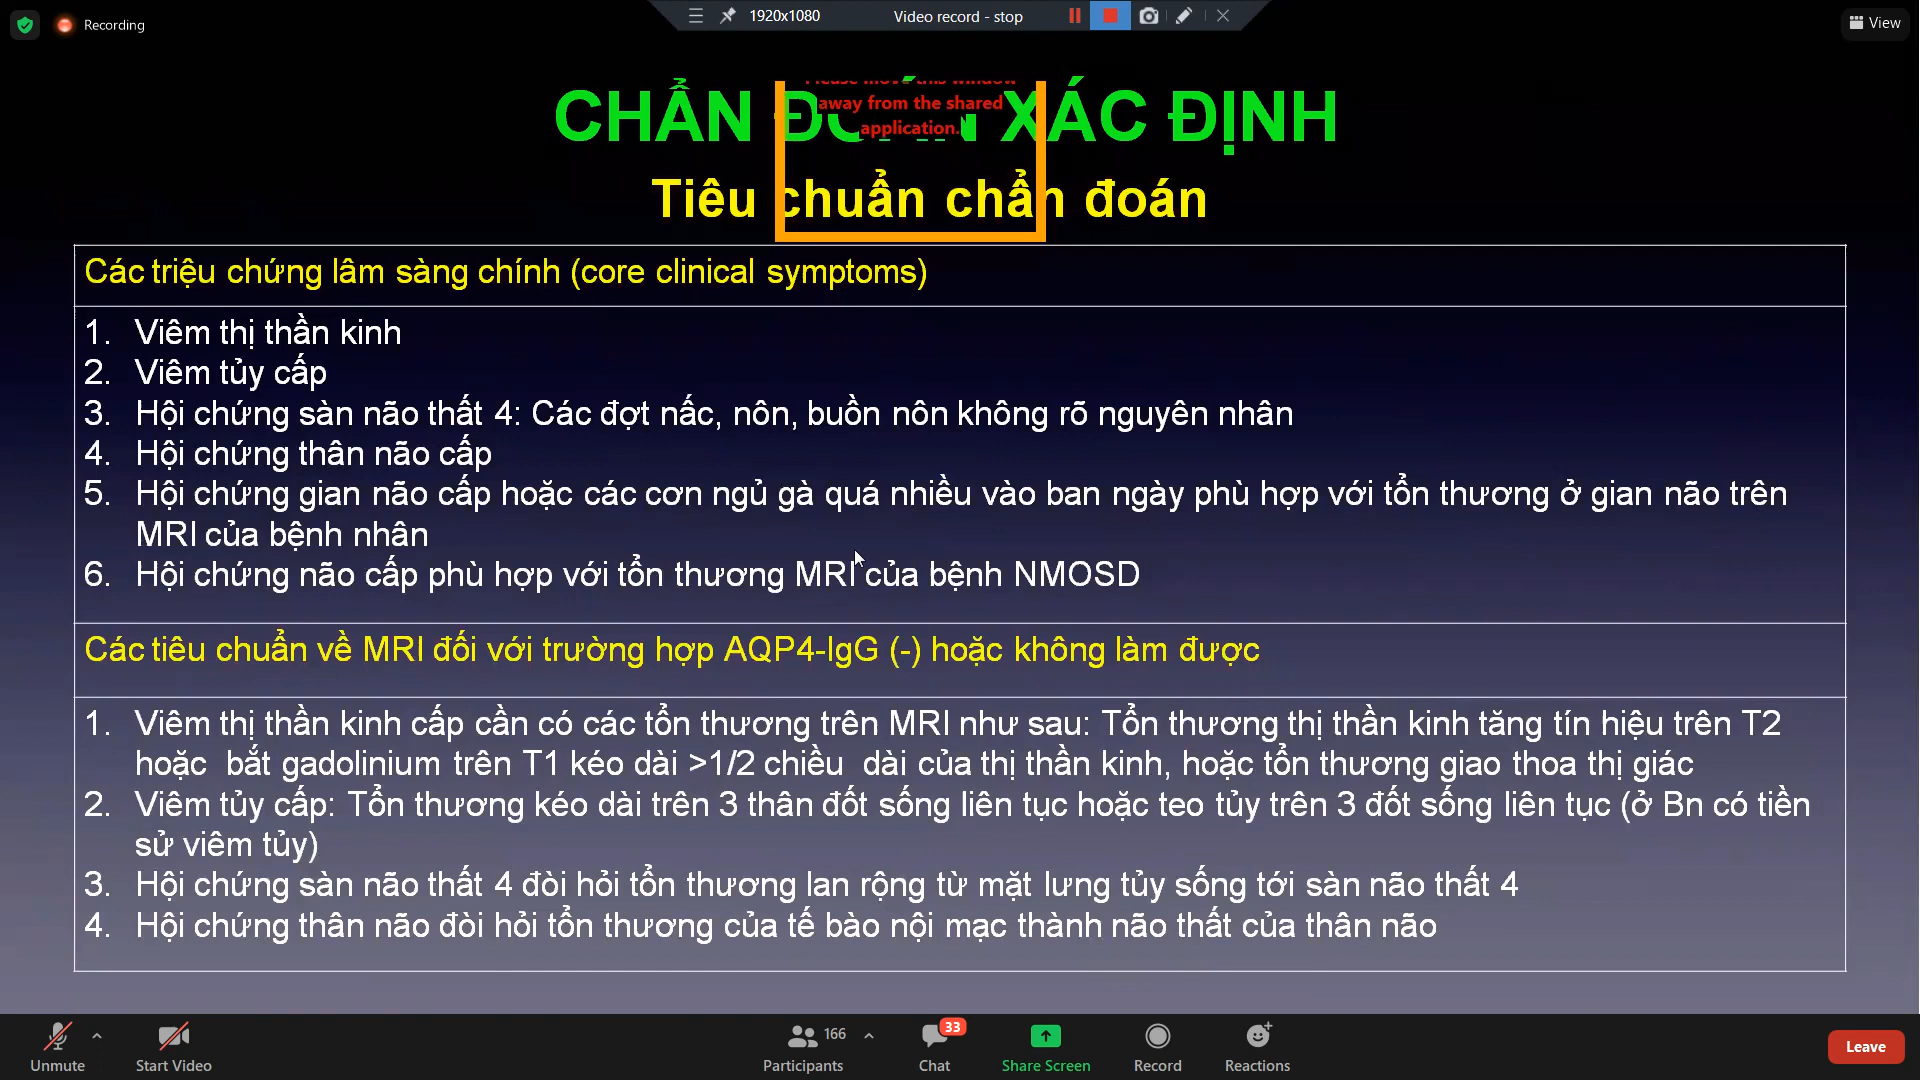 Recording
1920x1080
Video record - stop
View
away from the shared
application.
CHẨN XÁC ĐỊNH
Tiêu chuẩn chẩn đoán
Các triệu chứng lâm sàng chính (core clinical symptoms)
1. Viêm thị thần kinh
2. Viêm tủy cấp
3. Hội chứng sàn não thất 4: Các đợt nấc, nôn, buồn nôn không rõ nguyên nhân
4. Hội chứng thân não cấp
5. Hội chứng gian não cấp hoặc các cơn ngủ gà quá nhiều vào ban ngày phù hợp với tổn thương ở gian não trên
MRI của bệnh nhân
6. Hội chứng não cấp phù hợp với tổn thương MRI của bệnh NMOSD
Các tiêu chuẩn về MRI đối với trường hợp AQP4-IgG (-) hoặc không làm được
1. Viêm thị thần kinh cấp cần có các tổn thương trên MRI như sau: Tổn thương thị thần kinh tăng tín hiệu trên T2
hoặc bắt gadolinium trên T1 kéo dài >1/2 chiều dài của thị thần kinh, hoặc tổn thương giao thoa thị giác
2. Viêm tủy cấp: Tổn thương kéo dài trên 3 thân đốt sống liên tục hoặc teo tủy trên 3 đốt sống liên tục (ở Bn có tiền
sử viêm tủy)
3. Hội chứng sàn não thất 4 đòi hỏi tổn thương lan rộng từ mặt lưng tủy sống tới sàn não thất 4
4. Hội chứng thân não đòi hỏi tổn thương của tế bào nội mạc thành não thất của thân não
Unmute
Start Video
166
Participants
33
Chat
Share Screen
Record
Reactions
Leave